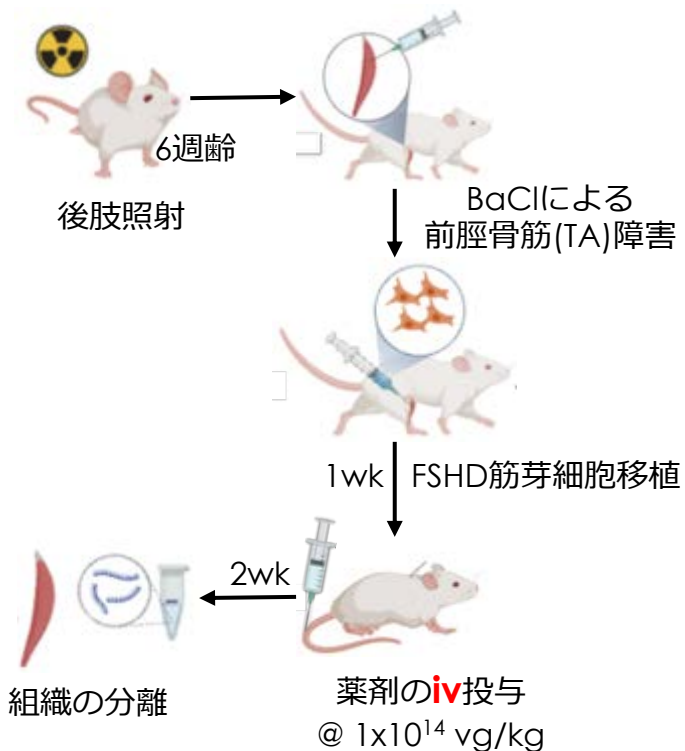 6週齢
後肢照射
BaClによる
前脛骨筋(TA)障害
1wk
FSHD筋芽細胞移植
2wk
組織の分離
薬剤のiv投与
@ 1x10¹⁴ vg/kg